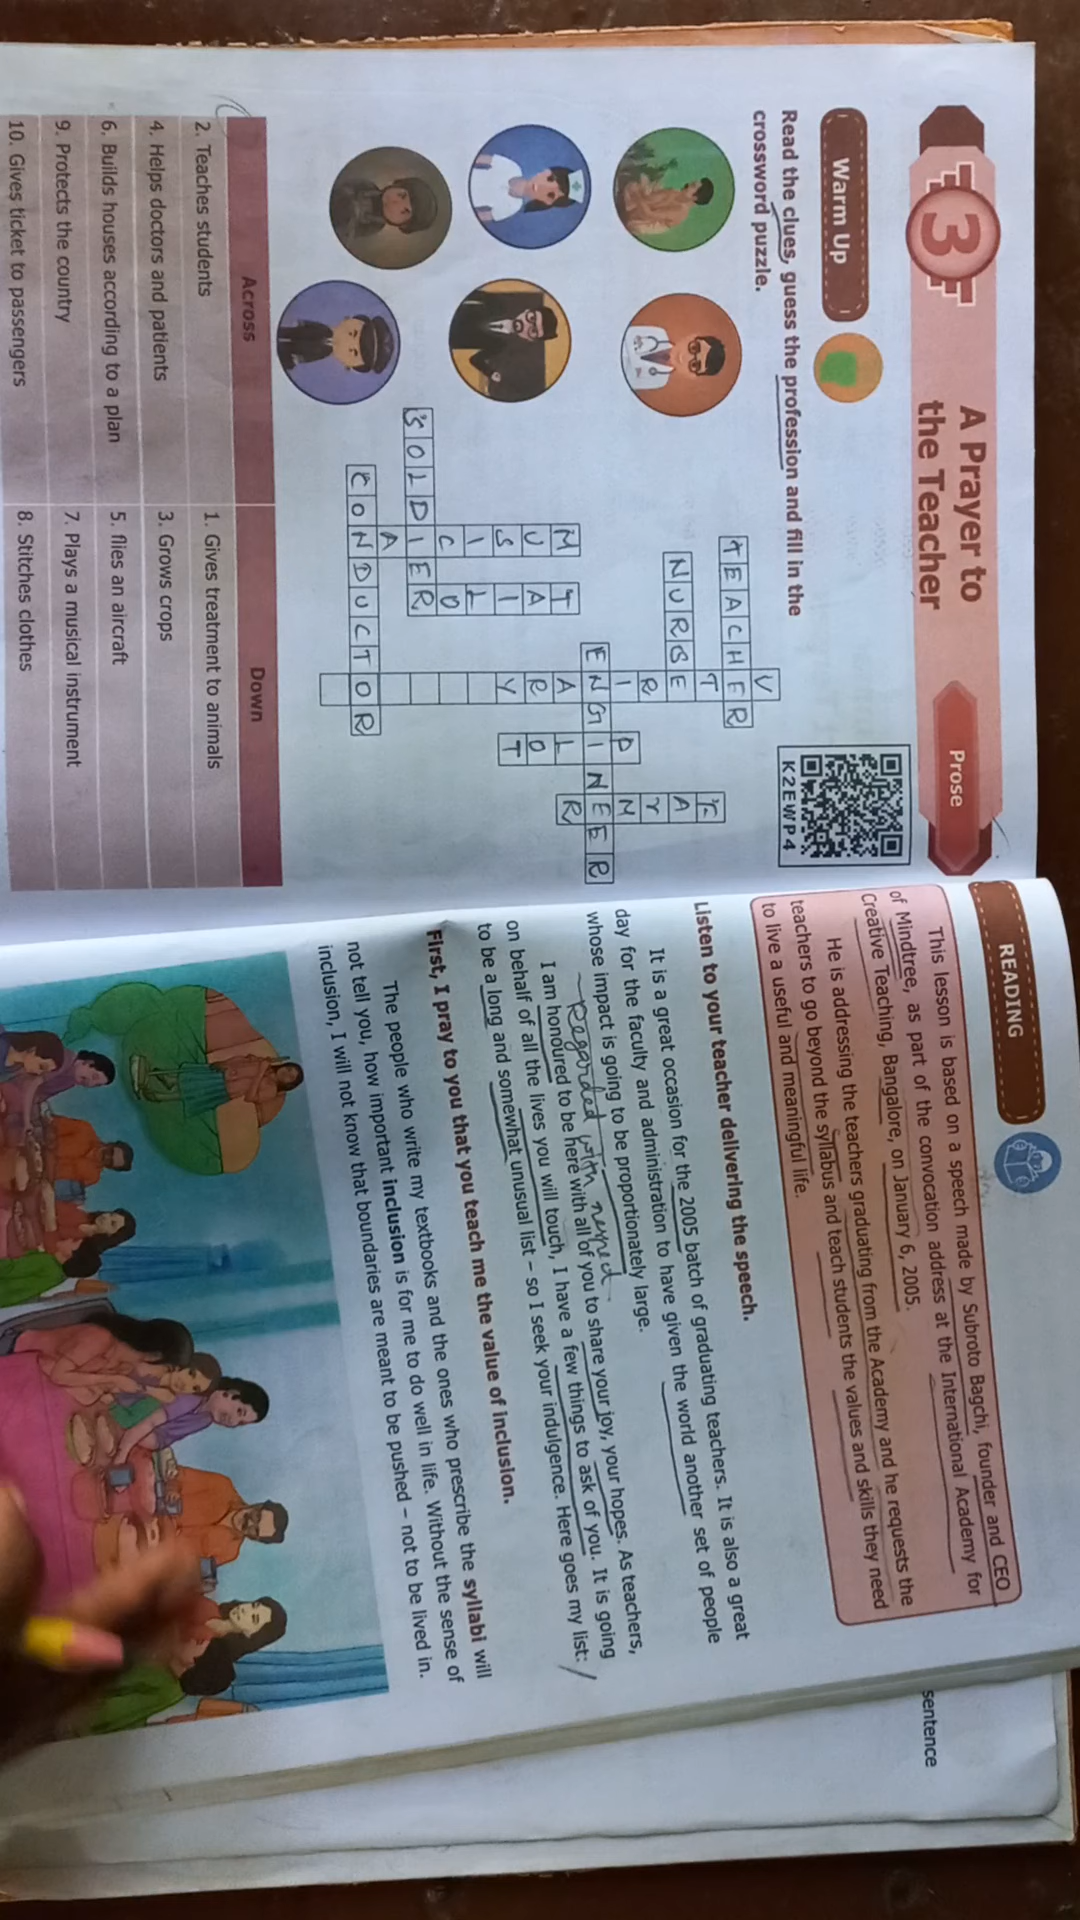 3
A Prayer to
the Teacher
Prose
Warm Up
K2EWP4
Read the clues, guess the profession and fill in the
crossword puzzle.
V
TEACHER
T
NURSE
R
I
ENGINEER
A
R
Y
F
A
R
M
R
P
L
O
T
M
U
S
I
C
A
T
A
I
L
O
SOLDIER
CONDUCTOR
Across
Down
2. Teaches students
1. Gives treatment to animals
4. Helps doctors and patients
3. Grows crops
6. Builds houses according to a plan
5. flies an aircraft
9. Protects the country
7. Plays a musical instrument
10. Gives ticket to passengers
8. Stitches clothes
READING
This lesson is based on a speech made by Subroto Bagchi, founder and CEO
of Mindtree, as part of the convocation address at the International Academy for
Creative Teaching, Bangalore, on January 6, 2005.
He is addressing the teachers graduating from the Academy and he requests the
teachers to go beyond the syllabus and teach students the values and skills they need
to live a useful and meaningful life.
Listen to your teacher delivering the speech.
It is a great occasion for the 2005 batch of graduating teachers. It is also a great
day for the faculty and administration to have given the world another set of people
whose impact is going to be proportionately large.
Regarded with
I am honoured to be here with all of you to share your joy, your hopes. As teachers,
on behalf of all the lives you will touch, I have a few things to ask of you. It is going
to be a long and somewhat unusual list – so I seek your indulgence. Here goes my list:
First, I pray to you that you teach me the value of inclusion.
The people who write my textbooks and the ones who prescribe the syllabi will
not tell you, how important inclusion is for me to do well in life. Without the sense of
inclusion, I will not know that boundaries are meant to be pushed – not to be lived in.
sentence